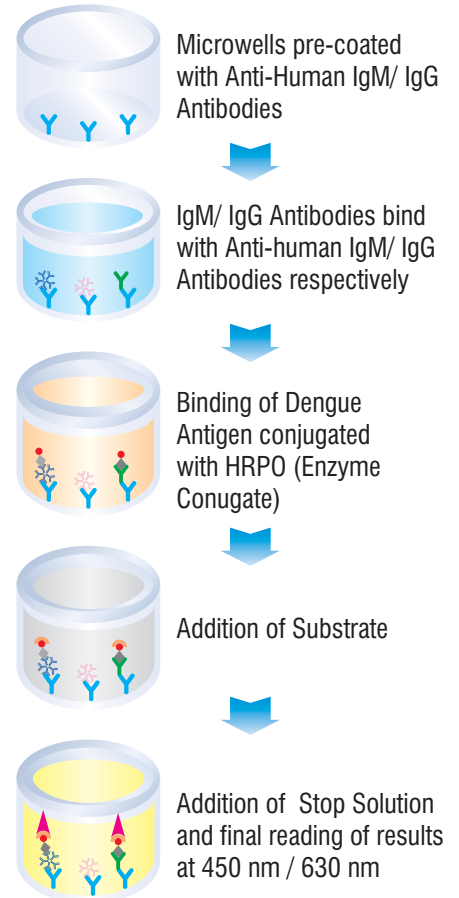 Microwells pre-coated
with Anti-Human IgM/ IgG
Antibodies
IgM/ IgG Antibodies bind
with Anti-human IgM/ IgG
Antibodies respectively
Binding of Dengue
Antigen conjugated
with HRPO (Enzyme
Conugate)
Addition of Substrate
Addition of Stop Solution
and final reading of results
at 450 nm / 630 nm